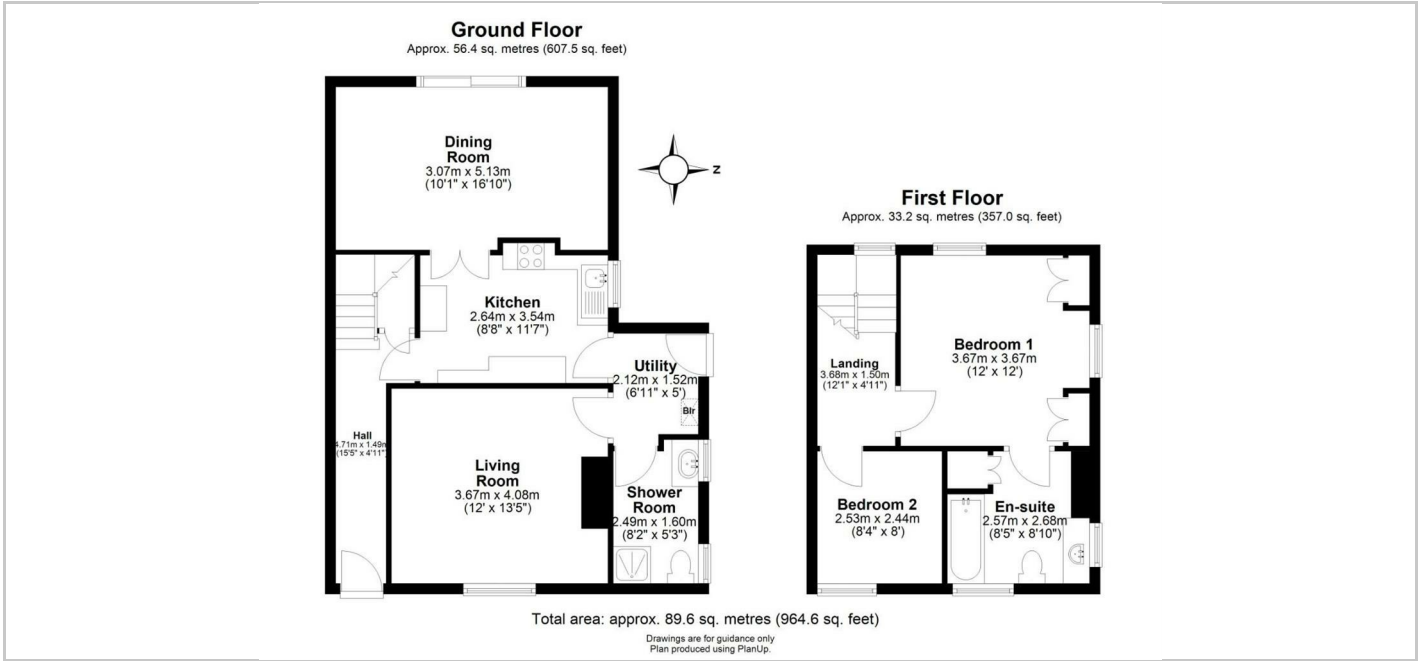 Ground Floor
Approx. 56.4 sq. metres (607.5 sq. feet)
Dining
Room
3.07m x 5.13m
(10'1" x 16'10")
Kitchen
2.64m x 3.54m
(8'8" x 11'7")
Utility
2.12m x 1.52m
(6'11" x 5')
Blr
Hall
4.71m x 1.49m
(15'5" x 4'11")
Living
Room
3.67m x 4.08m
(12' x 13'5")
Shower
Room
2.49m x 1.60m
(8'2" x 5'3")
Z
First Floor
Approx. 33.2 sq. metres (357.0 sq. feet)
Bedroom 1
3.67m x 3.67m
(12' x 12')
Landing
3.68m x 1.50m
(12'1" x 4'11")
Bedroom 2
2.53m x 2.44m
(8'4" x 8')
En-suite
2.57m x 2.68m
(8'5" x 8'10")
Total area: approx. 89.6 sq. metres (964.6 sq. feet)
Drawings are for guidance only
Plan produced using PlanUp.